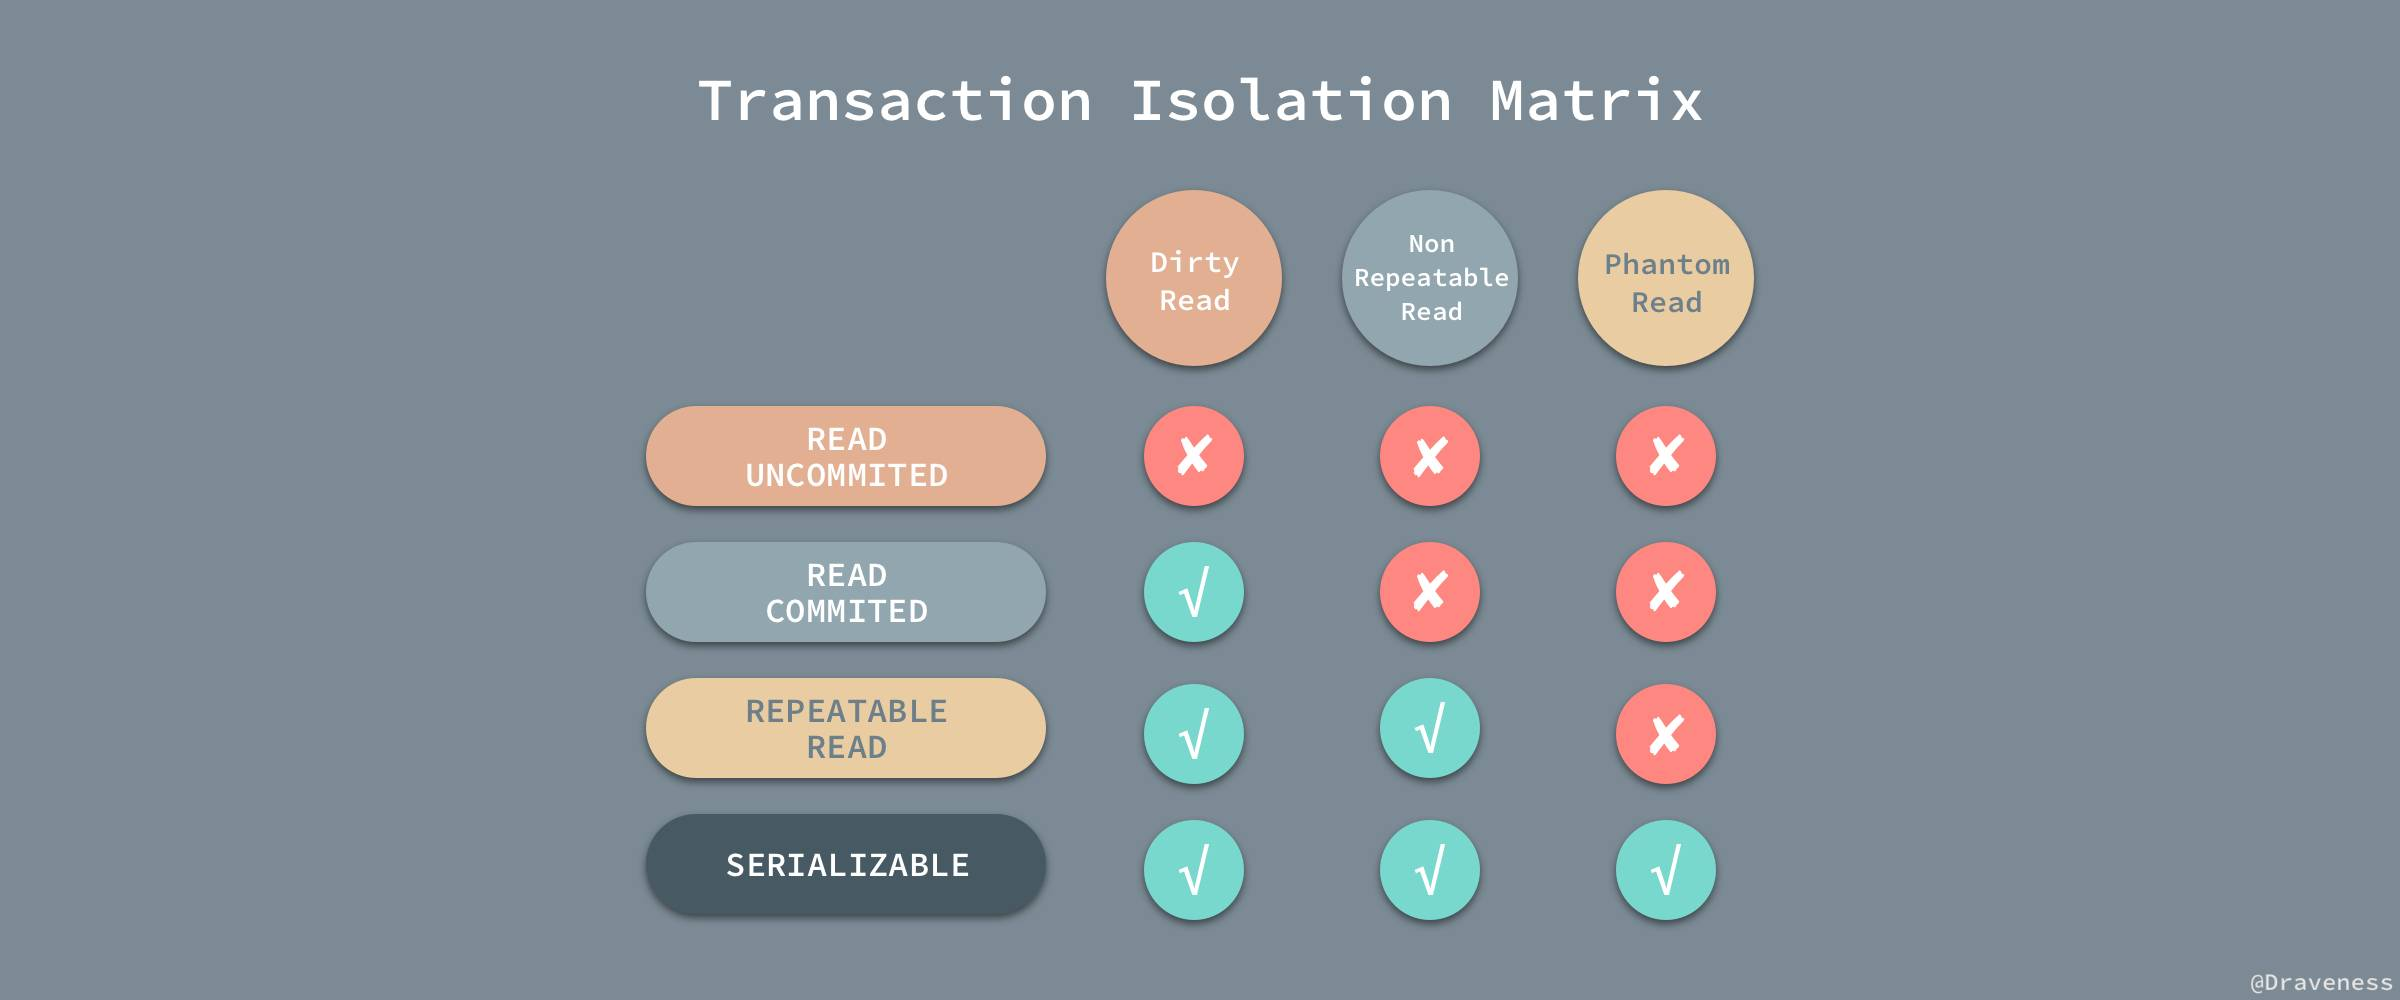 Transaction Isolation Matrix
Dirty
Read
Non
Repeatable
Read
Phantom
Read
READ
UNCOMMITED
✘ ✘ ✘
READ
COMMITED
√ ✘ ✘
REPEATABLE
READ
√ √ ✘
SERIALIZABLE
√ √ √
@Draveness